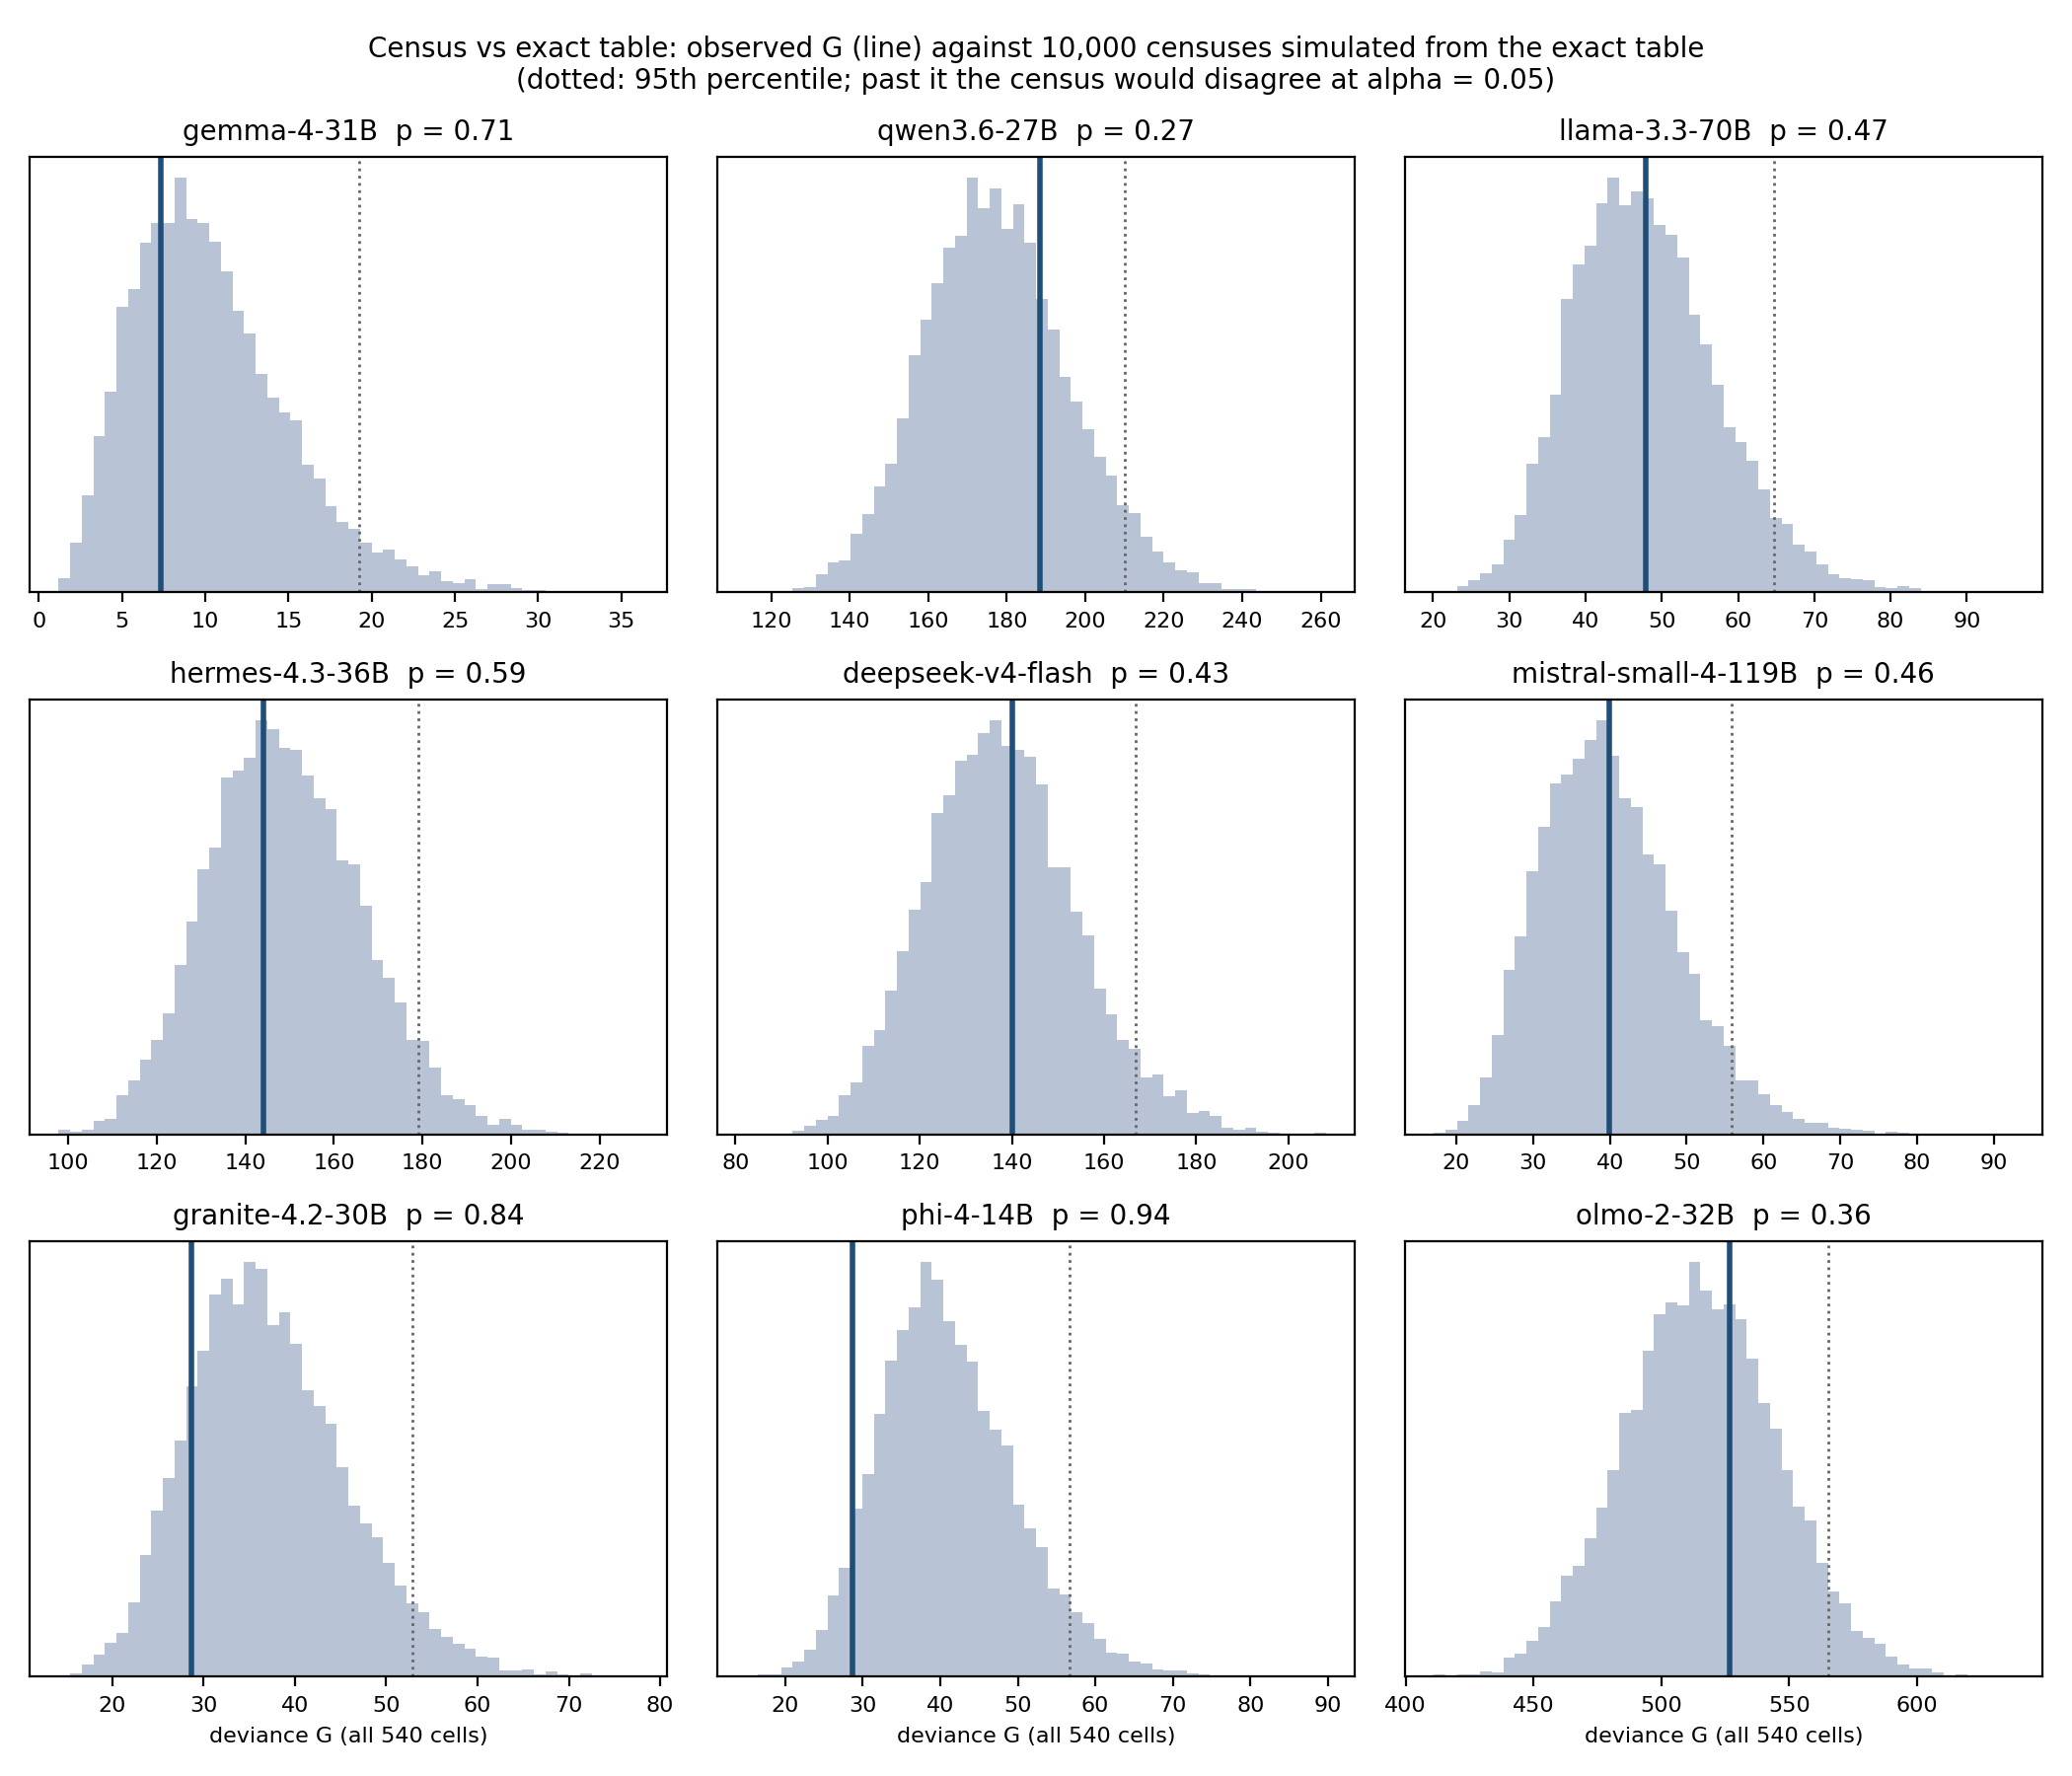 Census vs exact table: observed G (line) against 10,000 censuses simulated from the exact table
(dotted: 95th percentile; past it the census would disagree at alpha = 0.05)
gemma-4-31B p = 0.71
qwen3.6-27B p = 0.27
llama-3.3-70B p = 0.47
0 5 10 15 20 25 30 35
120 140 160 180 200 220 240 260
20 30 40 50 60 70 80 90
hermes-4.3-36B p = 0.59
deepseek-v4-flash p = 0.43
mistral-small-4-119B p = 0.46
100 120 140 160 180 200 220
80 100 120 140 160 180 200
20 30 40 50 60 70 80 90
granite-4.2-30B p = 0.84
phi-4-14B p = 0.94
olmo-2-32B p = 0.36
20 30 40 50 60 70 80
20 30 40 50 60 70 80 90
400 450 500 550 600
deviance G (all 540 cells)
deviance G (all 540 cells)
deviance G (all 540 cells)